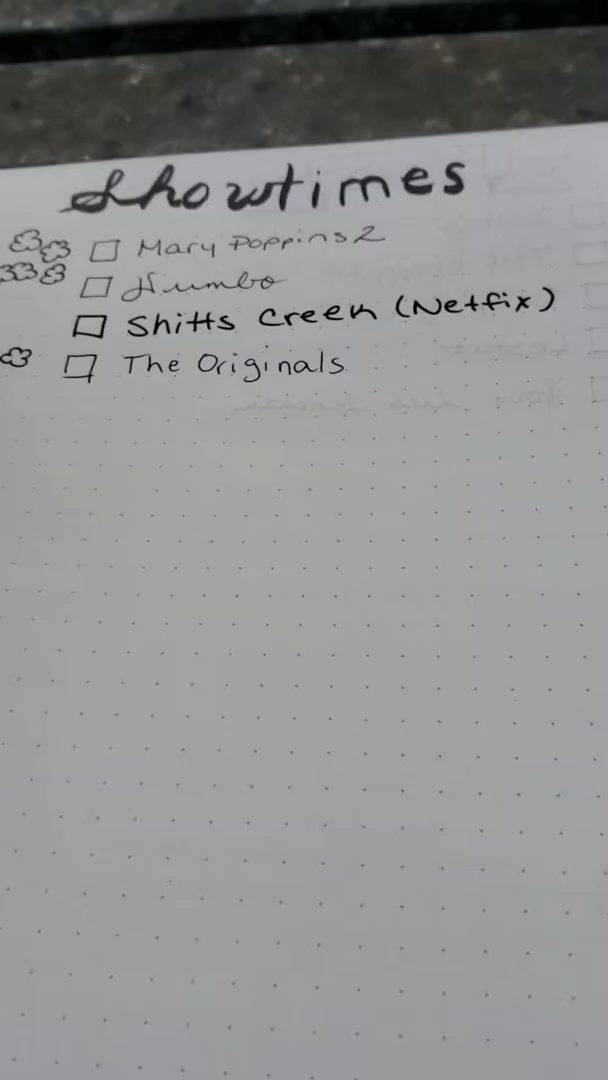 Showtimes
Mary Poppins 2
Dumbo
Shitts Creek (Netfix)
The Originals